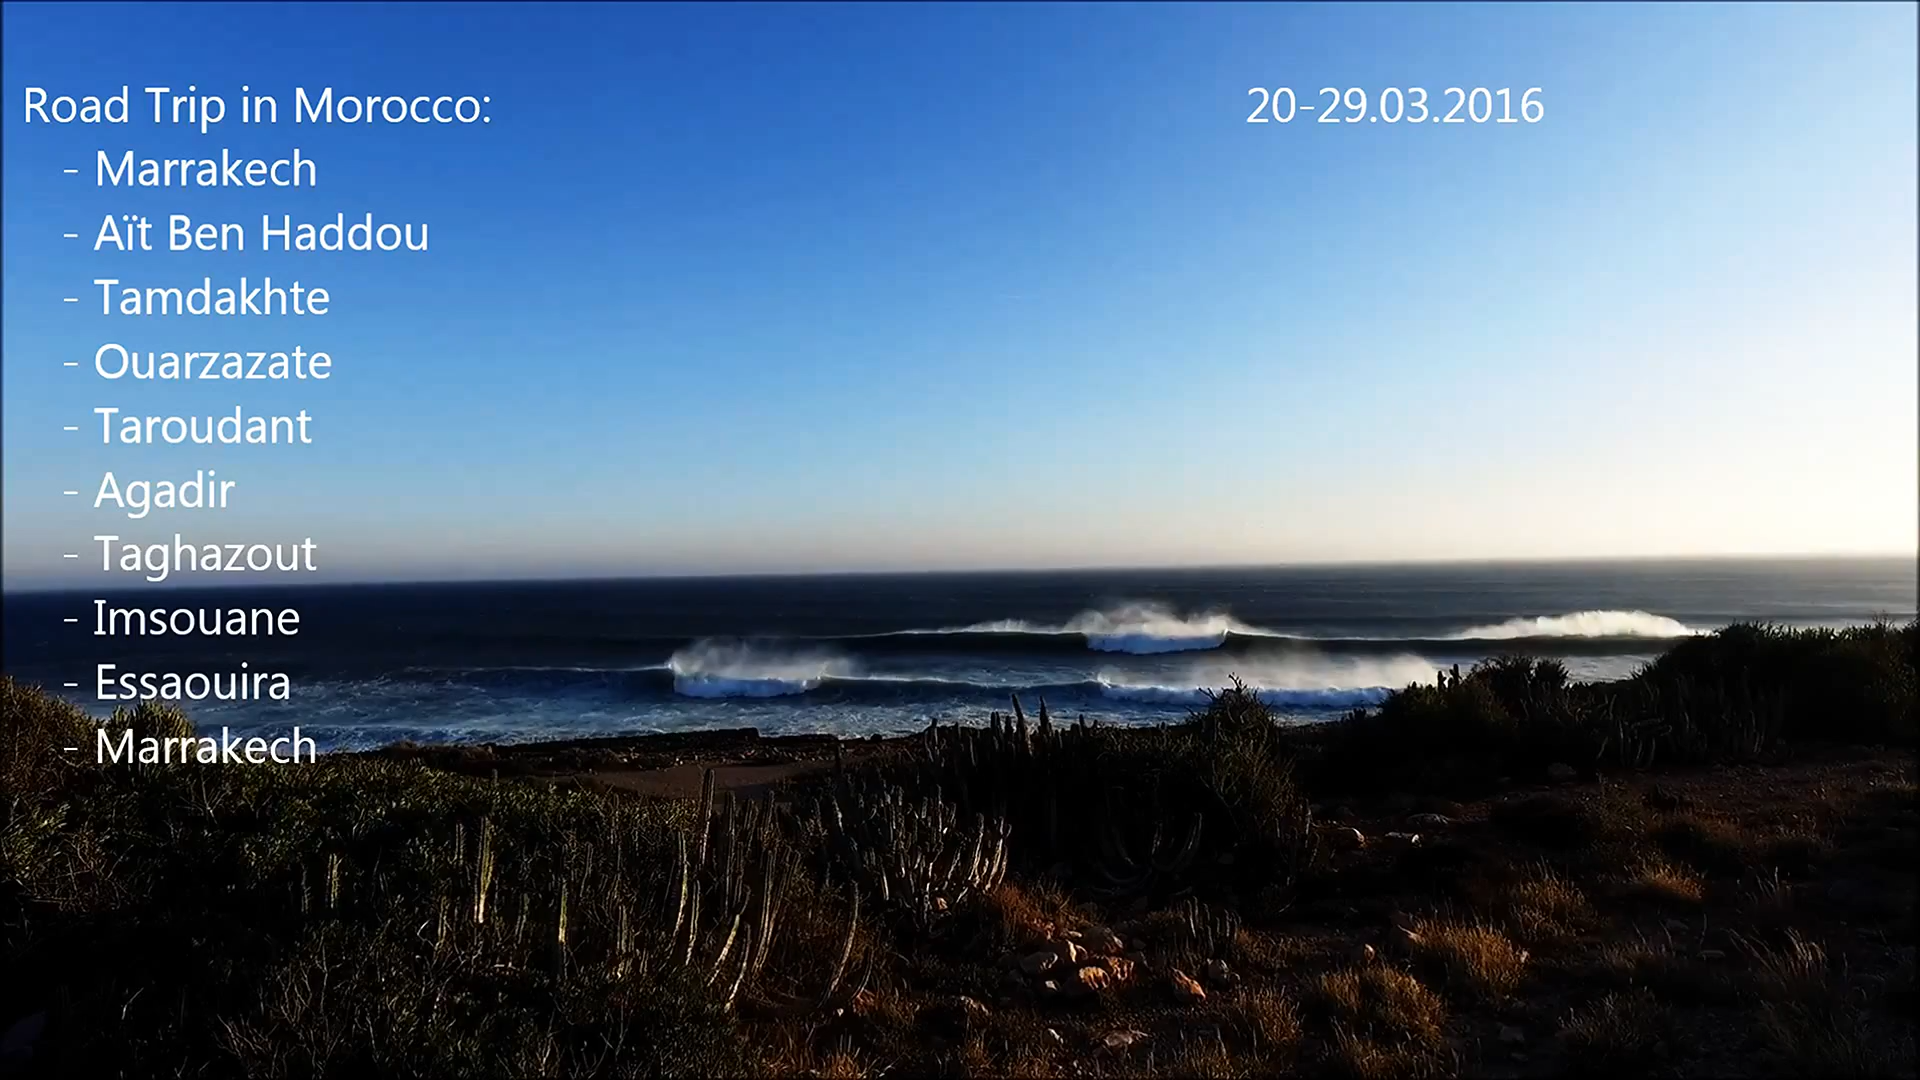 Road Trip in Morocco: 20-29.03.2016
- Marrakech
- Aït Ben Haddou
- Tamdakhte
- Ouarzazate
- Taroudant
- Agadir
- Taghazout
- Imsouane
- Essaouira
- Marrakech